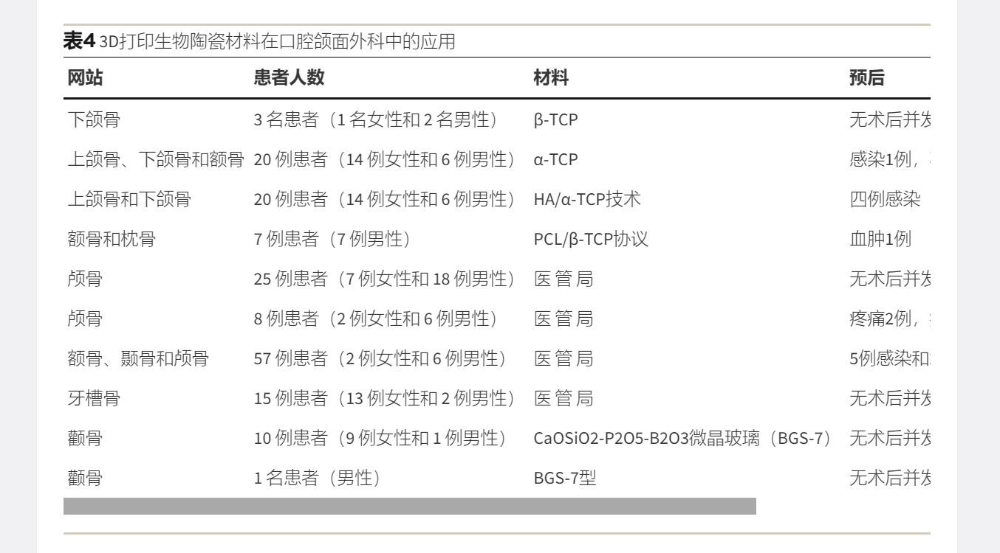 表4 3D打印生物陶瓷材料在口腔颌面外科中的应用
网站 患者人数 材料 预后
下颌骨 3 名患者（1 名女性和 2 名男性） β-TCP 无术后并发
上颌骨、下颌骨和额骨 20 例患者（14 例女性和 6 例男性） α-TCP 感染1例，
上颌骨和下颌骨 20 例患者（14 例女性和 6 例男性） HA/α-TCP技术 四例感染
额骨和枕骨 7 例患者（7 例男性） PCL/β-TCP协议 血肿1例
颅骨 25 例患者（7 例女性和 18 例男性） 医管局 无术后并发
颅骨 8 例患者（2 例女性和 6 例男性） 医管局 疼痛2例，
额骨、颞骨和颅骨 57 例患者（2 例女性和 6 例男性） 医管局 5例感染和
牙槽骨 15 例患者（13 例女性和 2 例男性） 医管局 无术后并发
颧骨 10 例患者（9 例女性和 1 例男性） CaOSiO2-P2O5-B2O3微晶玻璃（BGS-7） 无术后并发
颧骨 1 名患者（男性） BGS-7型 无术后并发